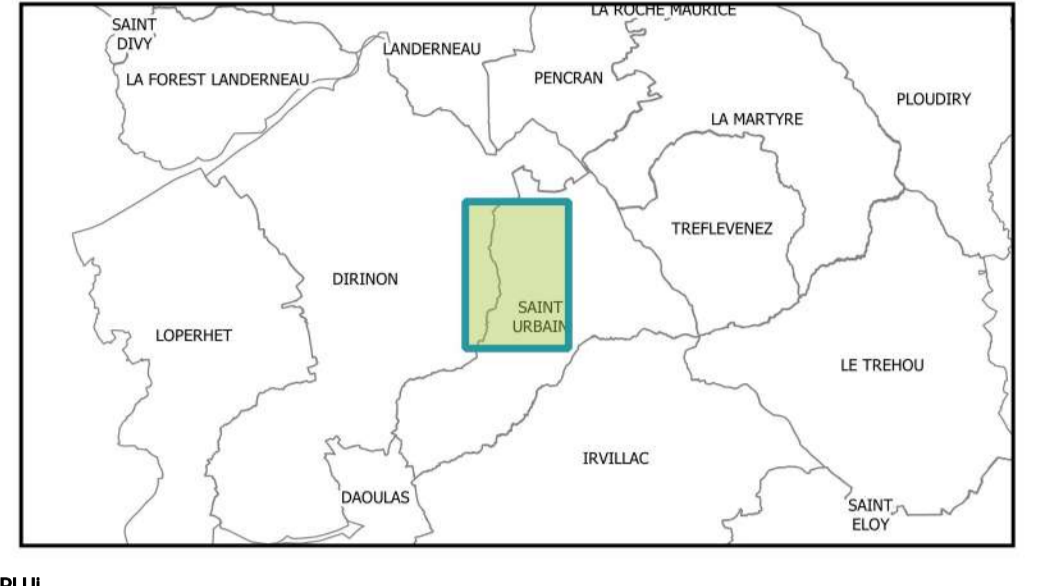 LA ROCHE MAURICE
SAINT
DIVY
LANDERNEAU
LA FOREST LANDERNEAU
PENCRAN
PLOUDIRY
LA MARTYRE
TREFLEVENEZ
DIRINON
SAINT
URBAIN
LOPERHET
LE TREHOU
IRVILLAC
DAOULAS
SAINT
ELOY
PLUi